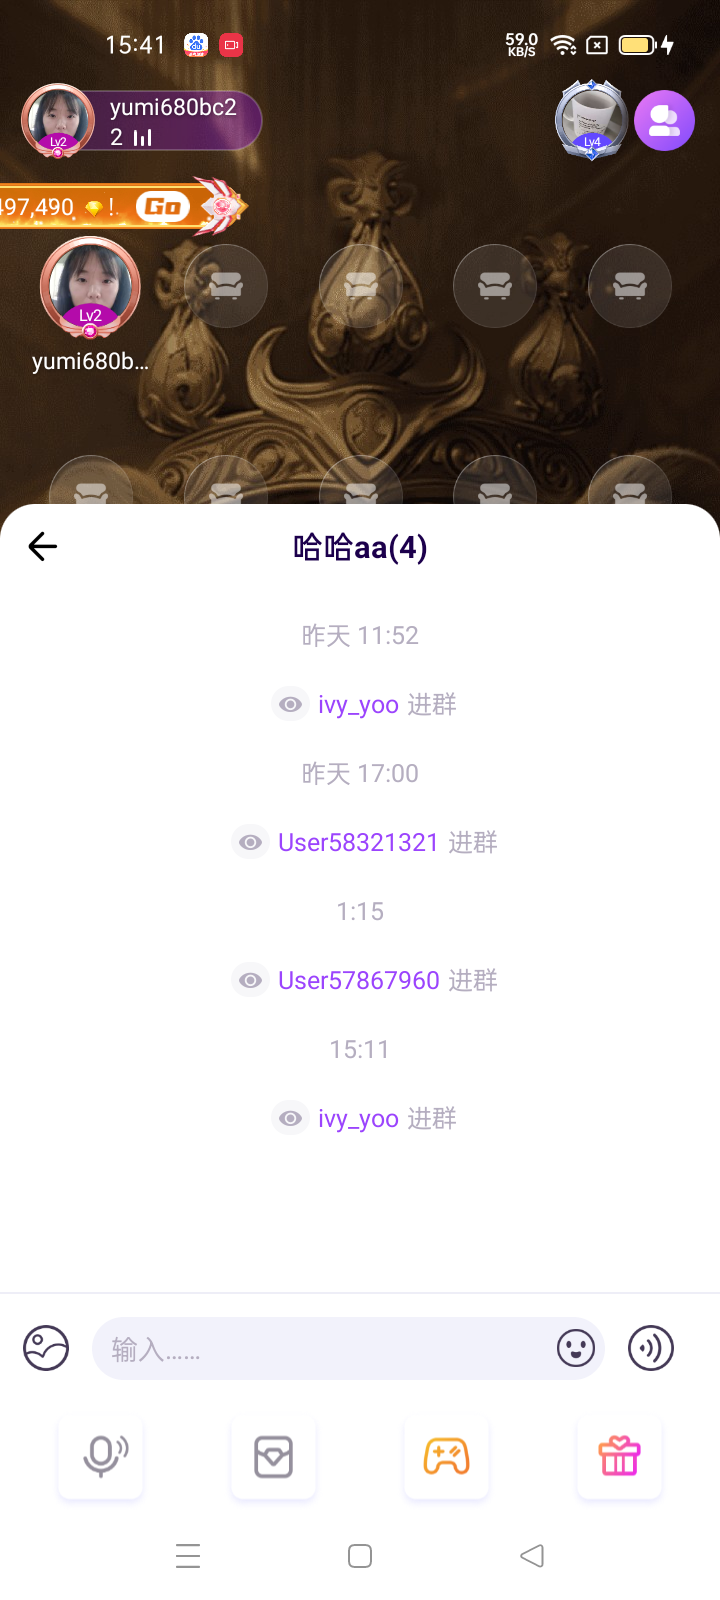 15:41
59.0
KB/S
yumi680bc2
2
Lv2
Lv4
497,490 !.
Go
Lv2
yumi680b...
哈哈aa(4)
昨天 11:52
ivy_yoo 进群
昨天 17:00
User58321321 进群
1:15
User57867960 进群
15:11
ivy_yoo 进群
输入……